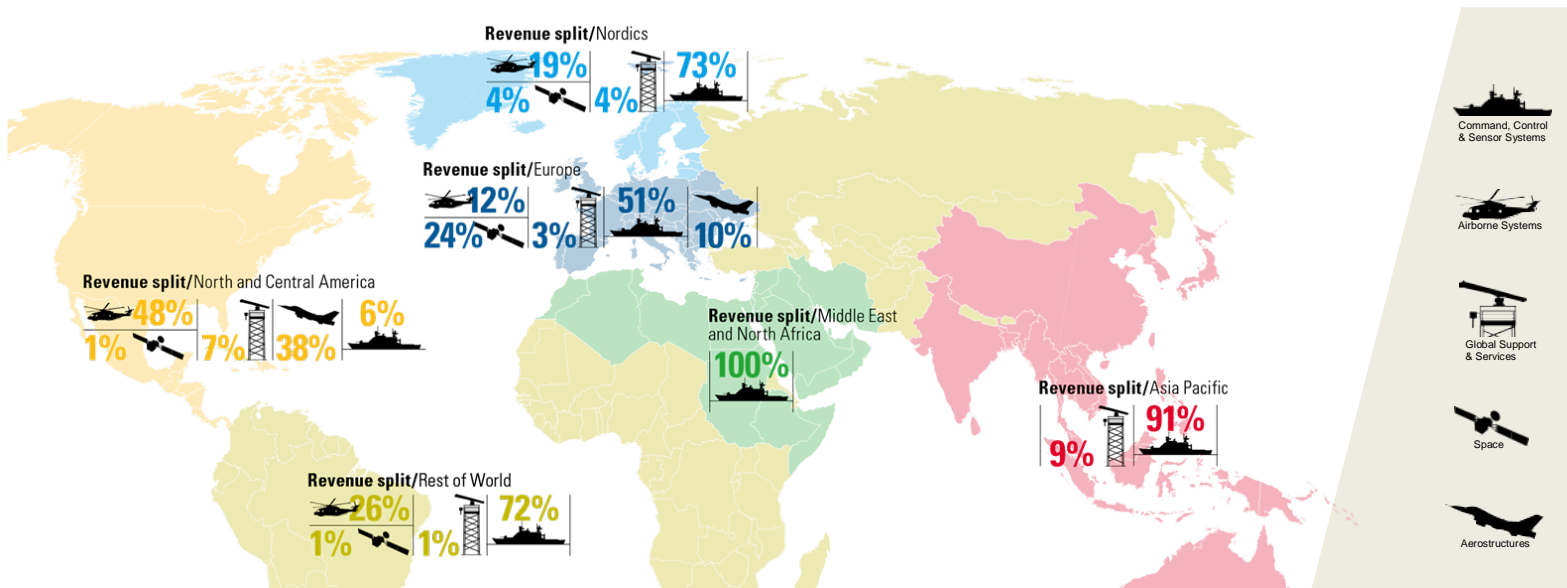 Revenue split/Nordics
19%
73%
4%
4%
Revenue split/Europe
12%
51%
24%
3%
10%
Revenue split/North and Central America
48%
6%
1%
7%
38%
Revenue split/Middle East
and North Africa
100%
Revenue split/Asia Pacific
91%
9%
Revenue split/Rest of World
26%
72%
1%
1%
Command, Control
& Sensor Systems
Airborne Systems
Global Support
& Services
Space
Aerostructures